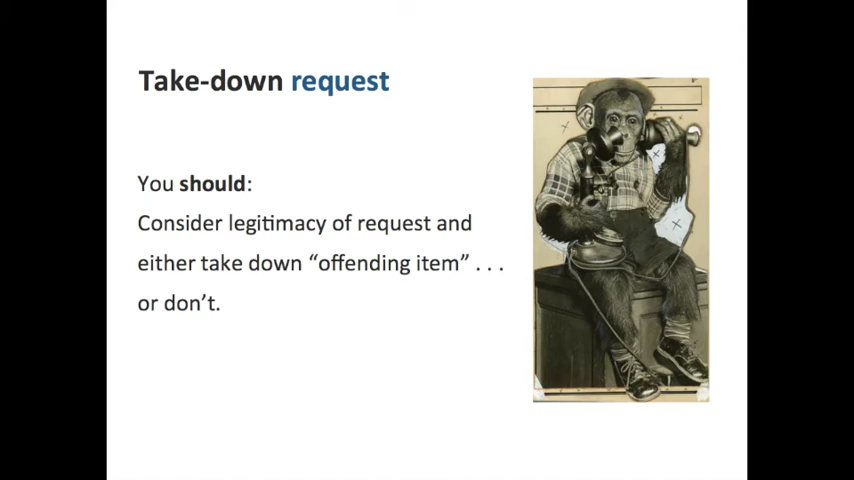 Take-down request
You should:
Consider legitimacy of request and
either take down “offending item” . . .
or don’t.